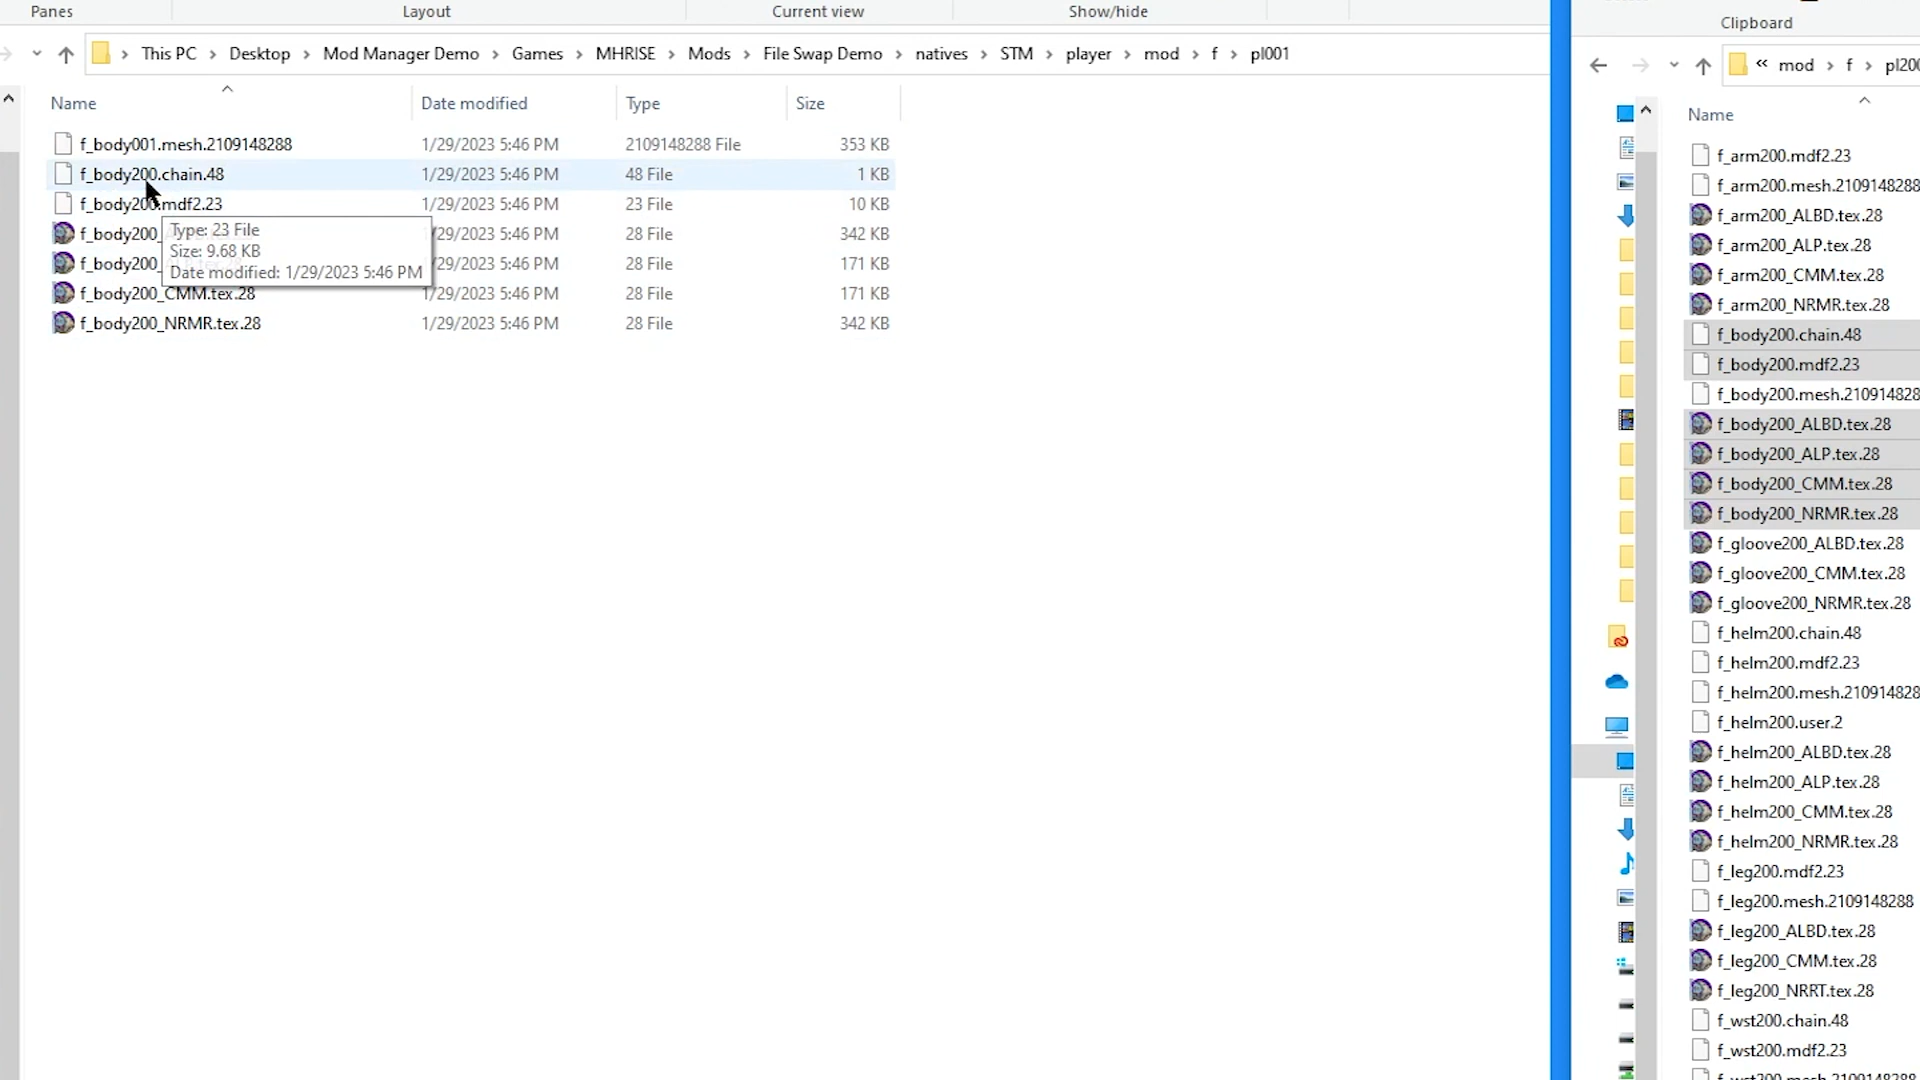 Panes Layout Current view Show/hide
This PC > Desktop > Mod Manager Demo > Games > MHRISE > Mods > File Swap Demo > natives > STM > player > mod > f > pl001
Name Date modified Type Size
f_body001.mesh.2109148288 1/29/2023 5:46 PM 2109148288 File 353 KB
f_body200.chain.48 1/29/2023 5:46 PM 48 File 1 KB
f_body200.mdf2.23 1/29/2023 5:46 PM 23 File 10 KB
f_body200_ /29/2023 5:46 PM 28 File 342 KB
f_body200_ /29/2023 5:46 PM 28 File 171 KB
f_body200_CMM.tex.28 1/29/2023 5:46 PM 28 File 171 KB
f_body200_NRMR.tex.28 1/29/2023 5:46 PM 28 File 342 KB
Type: 23 File
Size: 9.68 KB
Date modified: 1/29/2023 5:46 PM
Clipboard
« mod > f > pl200
Name
f_arm200.mdf2.23
f_arm200.mesh.2109148288
f_arm200_ALBD.tex.28
f_arm200_ALP.tex.28
f_arm200_CMM.tex.28
f_arm200_NRMR.tex.28
f_body200.chain.48
f_body200.mdf2.23
f_body200.mesh.210914828
f_body200_ALBD.tex.28
f_body200_ALP.tex.28
f_body200_CMM.tex.28
f_body200_NRMR.tex.28
f_gloove200_ALBD.tex.28
f_gloove200_CMM.tex.28
f_gloove200_NRMR.tex.28
f_helm200.chain.48
f_helm200.mdf2.23
f_helm200.mesh.210914828
f_helm200.user.2
f_helm200_ALBD.tex.28
f_helm200_ALP.tex.28
f_helm200_CMM.tex.28
f_helm200_NRMR.tex.28
f_leg200.mdf2.23
f_leg200.mesh.2109148288
f_leg200_ALBD.tex.28
f_leg200_CMM.tex.28
f_leg200_NRRT.tex.28
f_wst200.chain.48
f_wst200.mdf2.23
f_wst200.mesh.2109148288